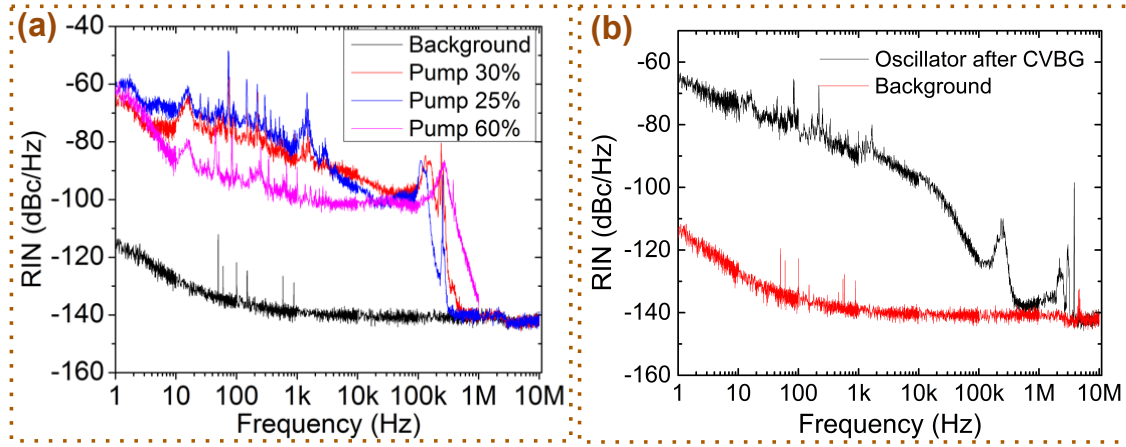 (a)
-40
-60
-80
-100
-120
-140
-160
RIN (dBc/Hz)
Background
Pump 30%
Pump 25%
Pump 60%
1 10 100 1k 10k 100k 1M 10M
Frequency (Hz)
(b)
-60
-80
-100
-120
-140
-160
RIN (dBc/Hz)
Oscillator after CVBG
Background
1 10 100 1k 10k 100k 1M 10M
Frequency (Hz)